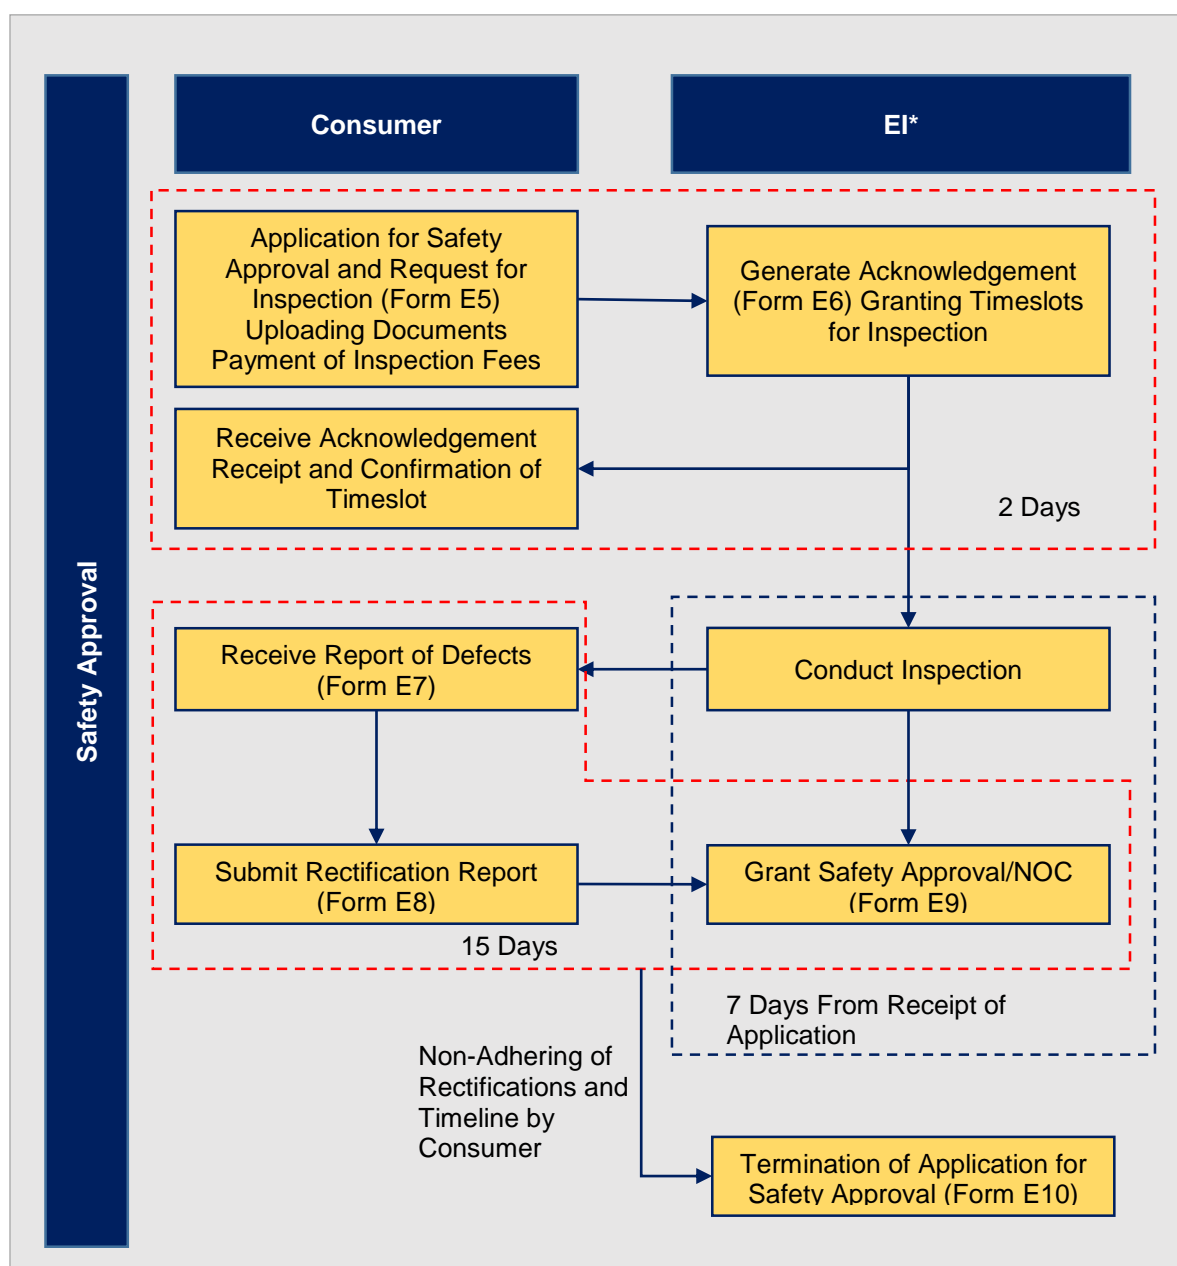 Safety Approval
Consumer
EI*
Application for Safety
Approval and Request for
Inspection (Form E5)
Uploading Documents
Payment of Inspection Fees
Generate Acknowledgement
(Form E6) Granting Timeslots
for Inspection
Receive Acknowledgement
Receipt and Confirmation of
Timeslot
2 Days
Receive Report of Defects
(Form E7)
Conduct Inspection
Submit Rectification Report
(Form E8)
Grant Safety Approval/NOC
(Form E9)
15 Days
7 Days From Receipt of
Application
Non-Adhering of
Rectifications and
Timeline by
Consumer
Termination of Application for
Safety Approval (Form E10)